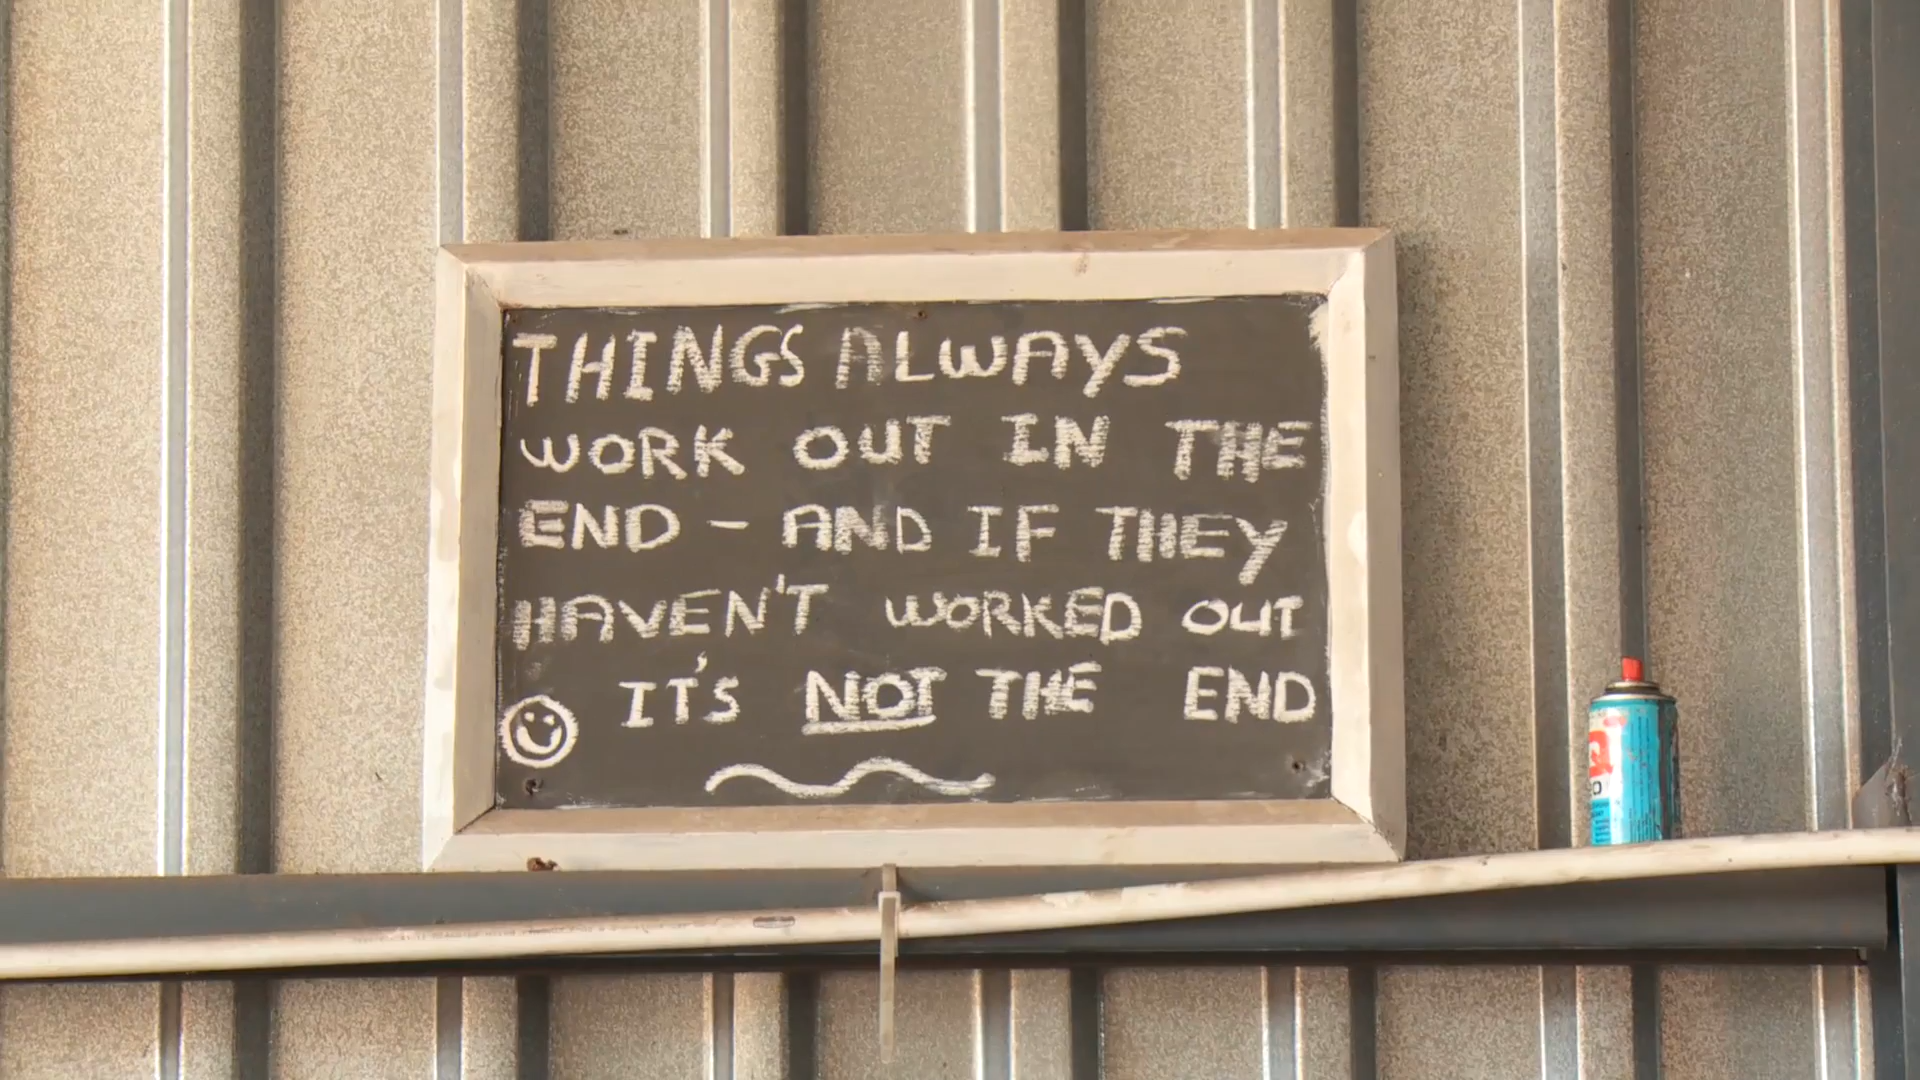 THINGS ALWAYS
WORK OUT IN THE
END - AND IF THEY
HAVEN'T WORKED OUT
IT'S NOT THE END